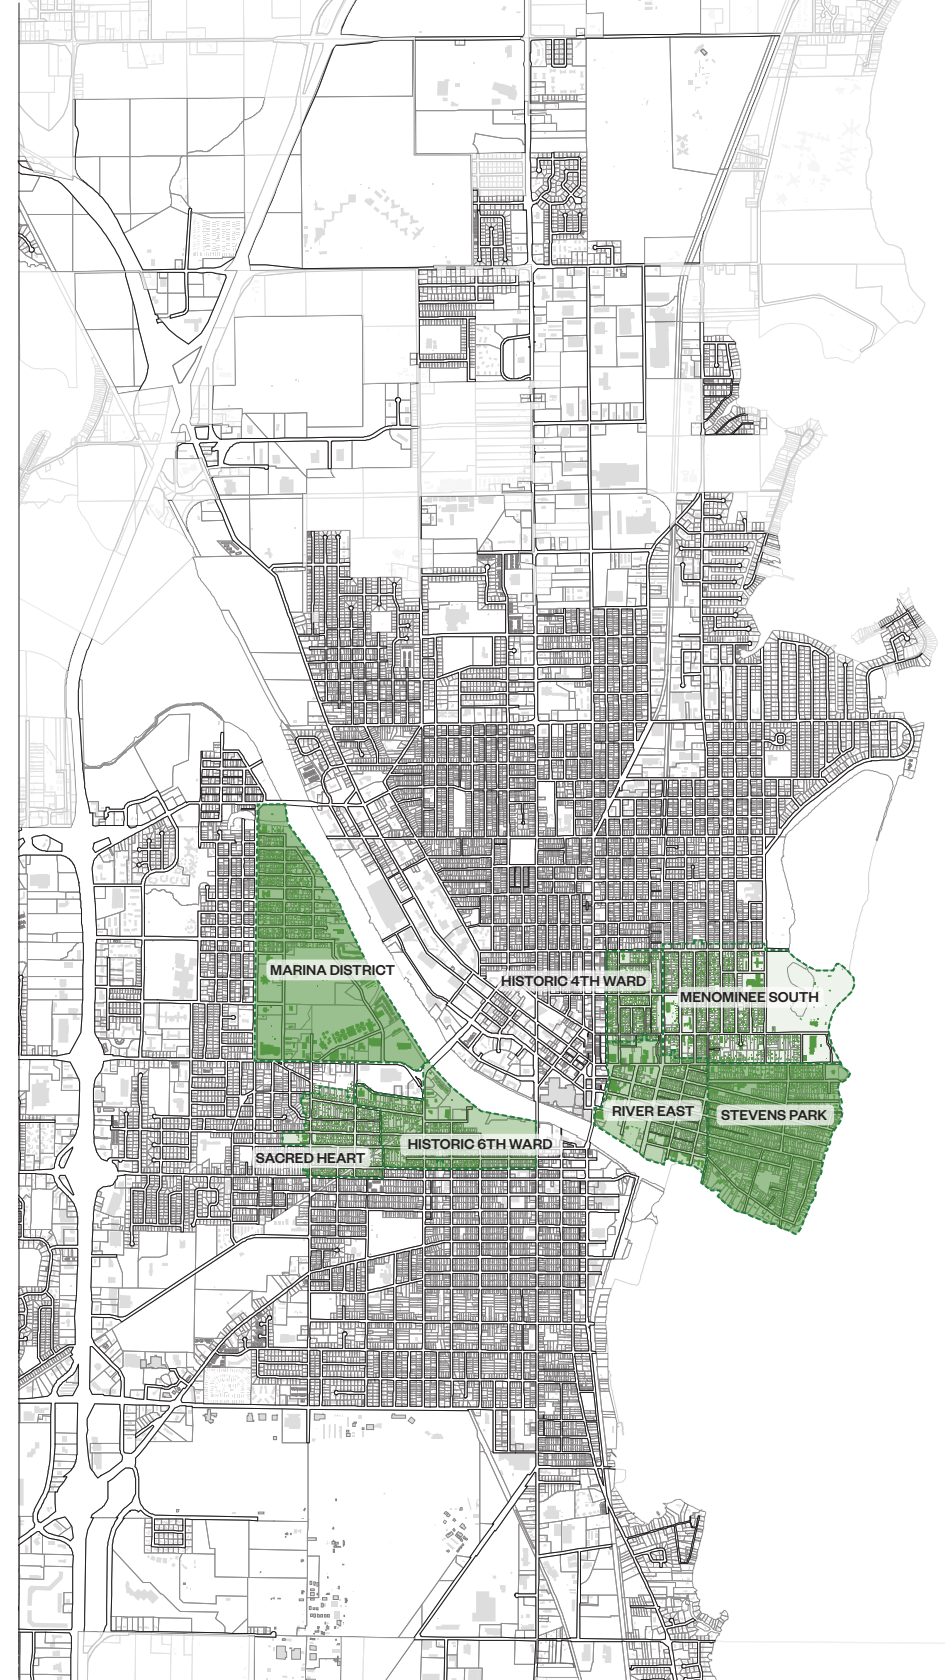 MARINA DISTRICT
HISTORIC 4TH WARD
MENOMINEE SOUTH
RIVER EAST
STEVENS PARK
HISTORIC 6TH WARD
SACRED HEART